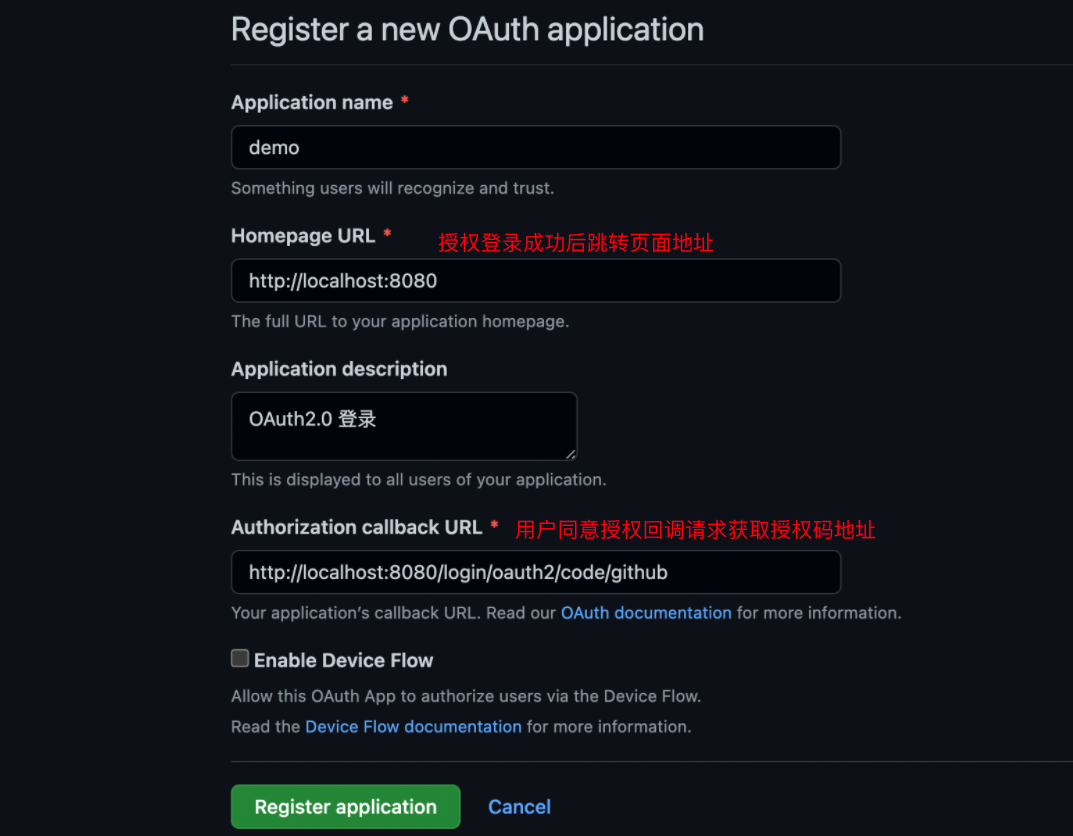 Register a new OAuth application
Application name *
demo
Something users will recognize and trust.
Homepage URL * 授权登录成功后跳转页面地址
http://localhost:8080
The full URL to your application homepage.
Application description
OAuth2.0 登录
This is displayed to all users of your application.
Authorization callback URL * 用户同意授权回调请求获取授权码地址
http://localhost:8080/login/oauth2/code/github
Your application’s callback URL. Read our OAuth documentation for more information.
Enable Device Flow
Allow this OAuth App to authorize users via the Device Flow.
Read the Device Flow documentation for more information.
Register application Cancel